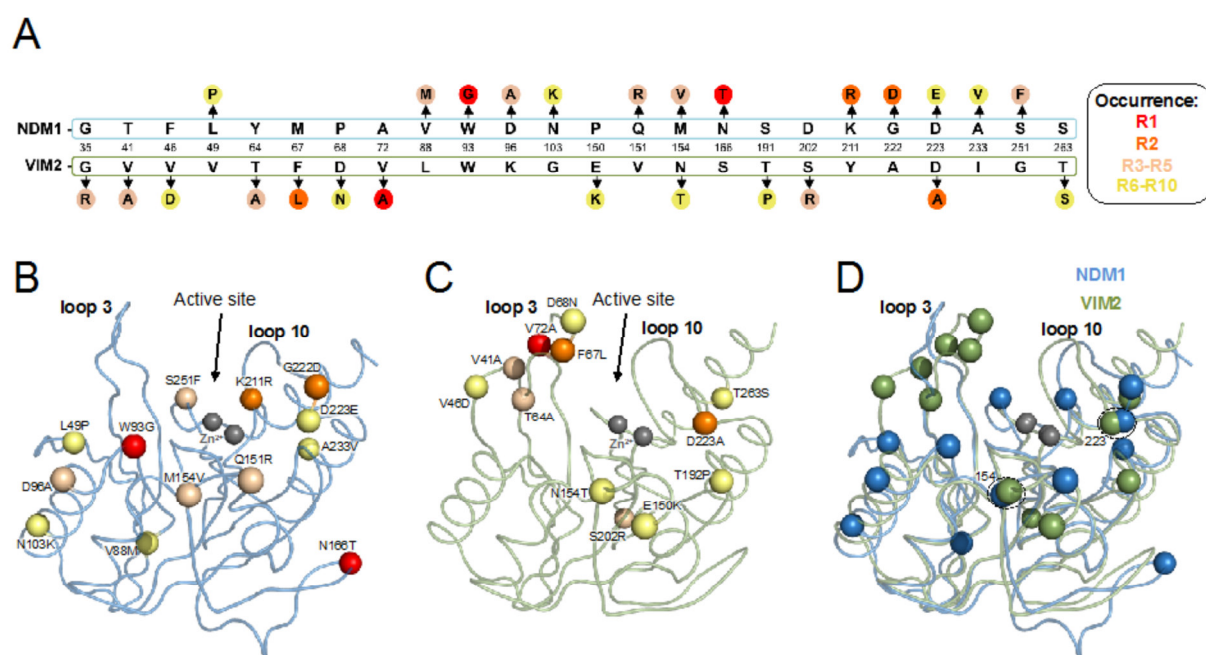 A
P M G A K R V T R D E V F
NDM1 G T F L Y M P A V W D N P Q M N S D K G D A S S
35 41 46 49 64 67 68 72 88 93 96 103 150 151 154 166 191 202 211 222 223 233 251 263
VIM2 G V V V T F D V L W K G E V N S T S Y A D I G T
R A D A L N A K T P R A S
Occurrence:
R1
R2
R3-R5
R6-R10
B
loop 3
Active site
loop 10
S251F
K211R
G222D
D223E
Zn2+
L49P
W93G
A233V
D96A
M154V
Q151R
N103K
V88M
N166T
C
loop 3
D68N
Active site
loop 10
V72A
F67L
V41A
V46D
T64A
T263S
Zn2+
D223A
N154T
T192P
E150K
S202R
D
NDM1
VIM2
loop 3
loop 10
223
154